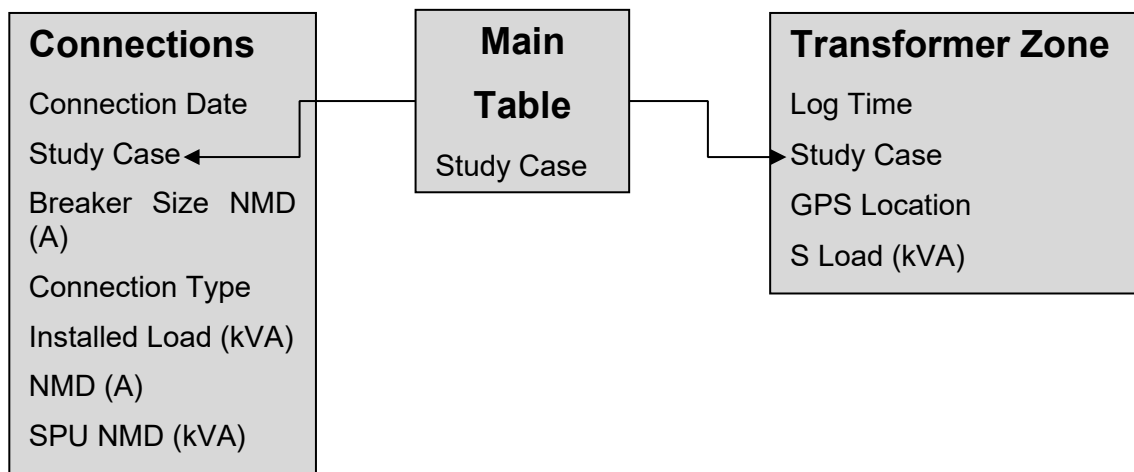 Connections
Connection Date
Study Case
Breaker Size NMD
(A)
Connection Type
Installed Load (kVA)
NMD (A)
SPU NMD (kVA)
Main
Table
Study Case
Transformer Zone
Log Time
Study Case
GPS Location
S Load (kVA)